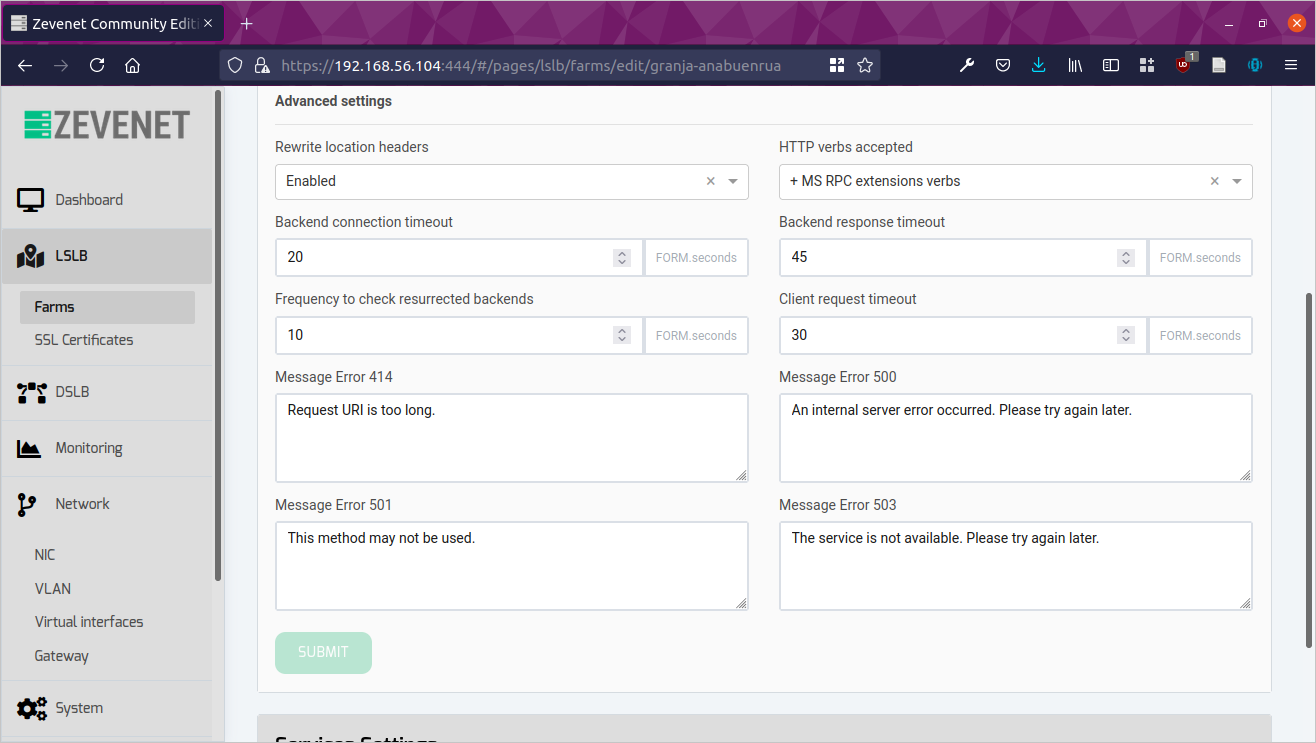 Zevenet Community Editi
https://192.168.56.104:444/#/pages/lslb/farms/edit/granja-anabuenrua
1
ZEVENET
Dashboard
LSLB
Farms
SSL Certificates
DSLB
Monitoring
Network
NIC
VLAN
Virtual interfaces
Gateway
System
Advanced settings
Rewrite location headers
HTTP verbs accepted
Enabled
+ MS RPC extensions verbs
Backend connection timeout
Backend response timeout
20 FORM.seconds
45 FORM.seconds
Frequency to check resurrected backends
Client request timeout
10 FORM.seconds
30 FORM.seconds
Message Error 414
Message Error 500
Request URI is too long.
An internal server error occurred. Please try again later.
Message Error 501
Message Error 503
This method may not be used.
The service is not available. Please try again later.
SUBMIT
Services Settings